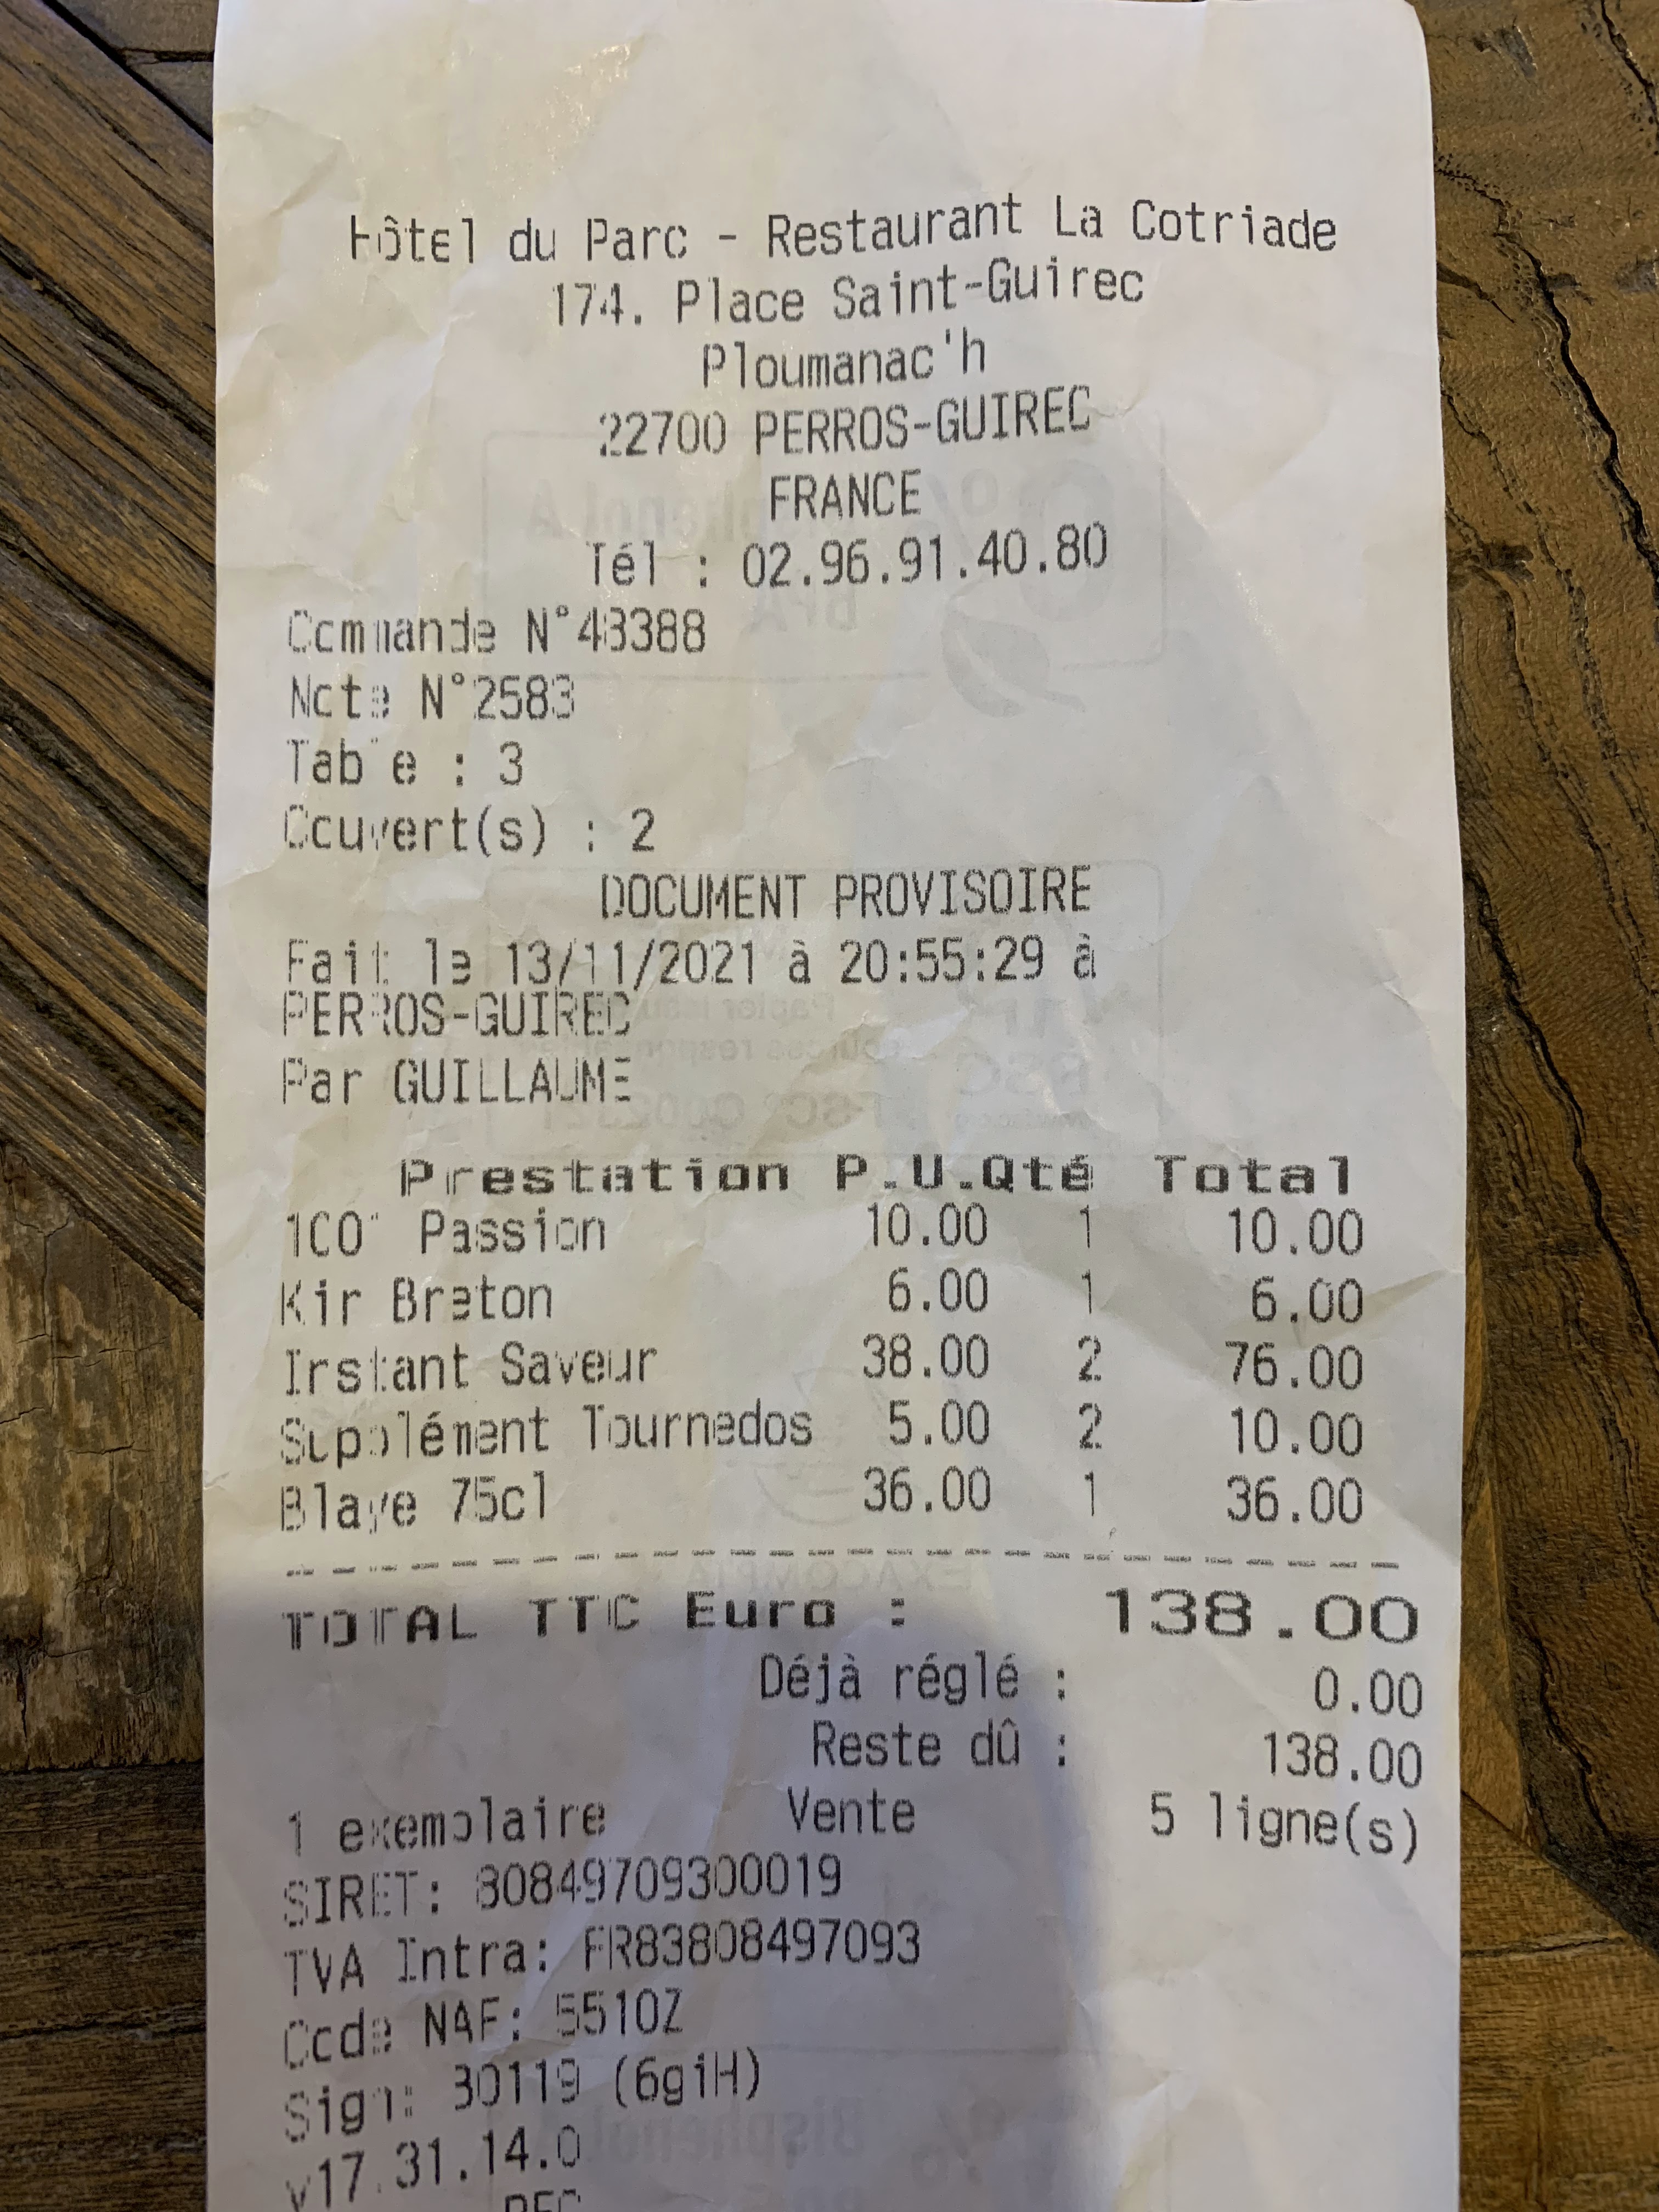 Hôtel du Parc - Restaurant La Cotriade
174. Place Saint-Guirec
Ploumanac'h
22700 PERROS-GUIREC
FRANCE
Tél : 02.96.91.40.80
Commande N°43388
Note N°2583
Table : 3
Couvert(s) : 2
DOCUMENT PROVISOIRE
Fait le 13/11/2021 à 20:55:29 à
PERROS-GUIREC
Par GUILLAUME
Prestation P.U.Qté Total
100% Passion 10.00 1 10.00
Kir Breton 6.00 1 6.00
Instant Saveur 38.00 2 76.00
Supplément Tournedos 5.00 2 10.00
Blaye 75cl 36.00 1 36.00
TOTAL TTC Euro : 138.00
Déjà réglé : 0.00
Reste dû : 138.00
1 exemplaire Vente 5 ligne(s)
SIRET: 80849709300019
TVA Intra: FR83808497093
Code NAF: 5510Z
Sign: 30119 (6giH)
v17.31.14.0